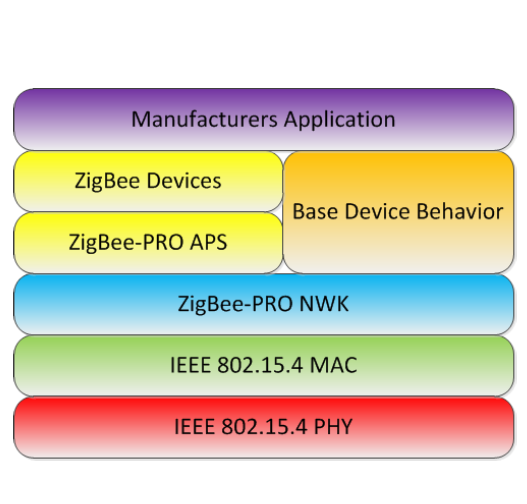 Manufacturers Application
ZigBee Devices
Base Device Behavior
ZigBee-PRO APS
ZigBee-PRO NWK
IEEE 802.15.4 MAC
IEEE 802.15.4 PHY